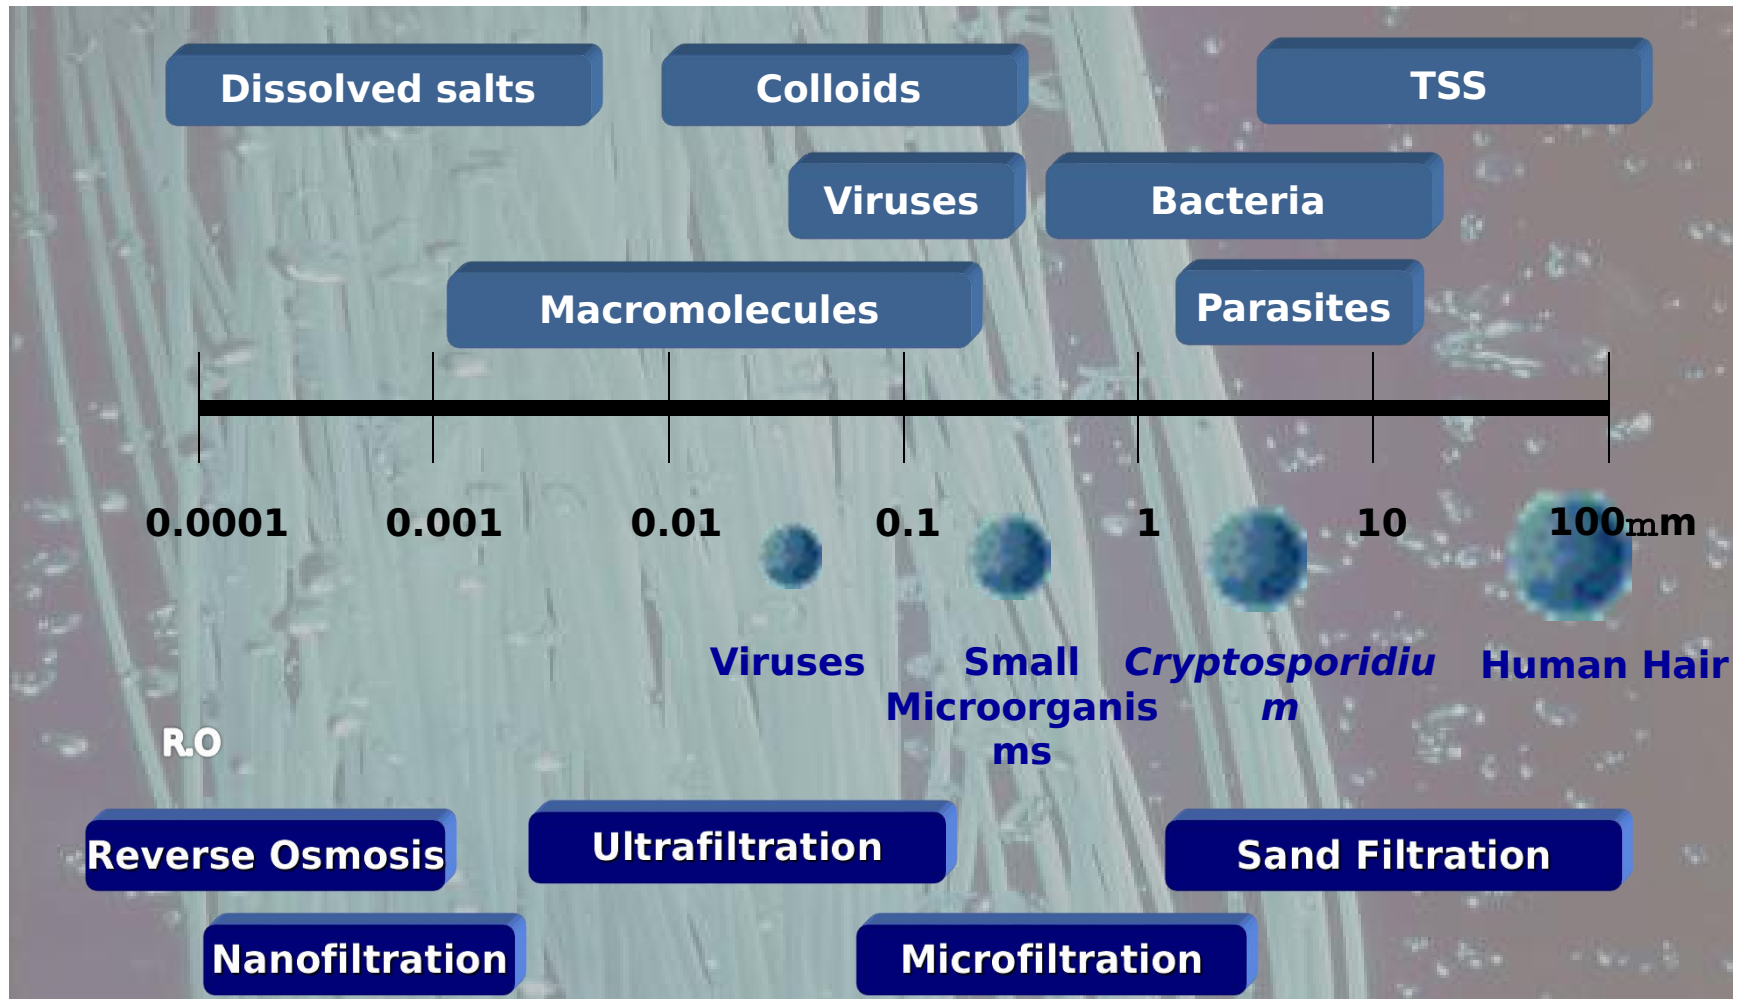 Dissolved salts
Colloids
TSS
Viruses
Bacteria
Macromolecules
Parasites
0.0001
0.001
0.01
0.1
1
10
100mm
Viruses
Small
Microorganis
ms
Cryptosporidiu
m
Human Hair
R.O
Reverse Osmosis
Ultrafiltration
Sand Filtration
Nanofiltration
Microfiltration